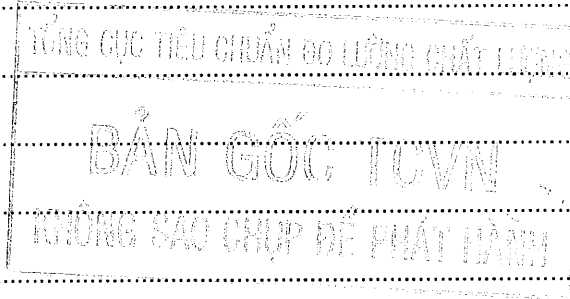 TỔNG CỤC TIÊU CHUẨN ĐO LƯỜNG CHẤT LƯỢNG
BẢN GỐC TCVN
KHÔNG SAO CHỤP ĐỂ PHÁT HÀNH